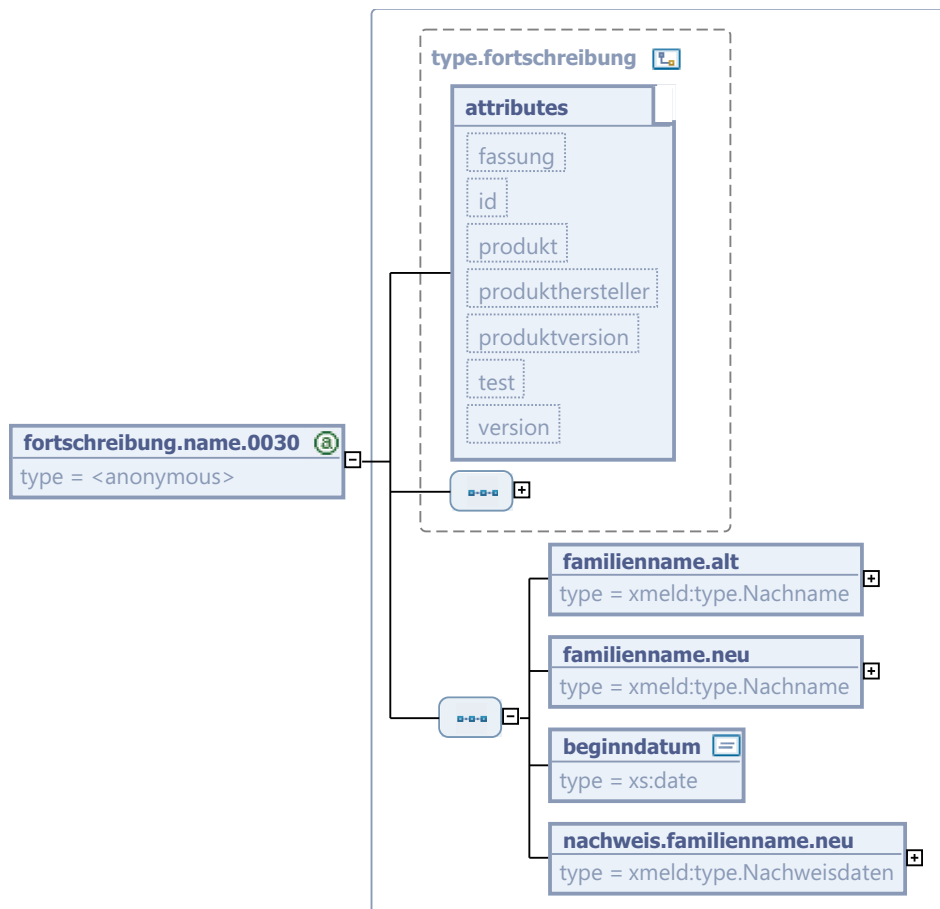 type.fortschreibung
attributes
fassung
id
produkt
produkthersteller
produktversion
test
version
fortschreibung.name.0030
type = <anonymous>
familienname.alt
type = xmeld:type.Nachname
familienname.neu
type = xmeld:type.Nachname
beginndatum
type = xs:date
nachweis.familienname.neu
type = xmeld:type.Nachweisdaten